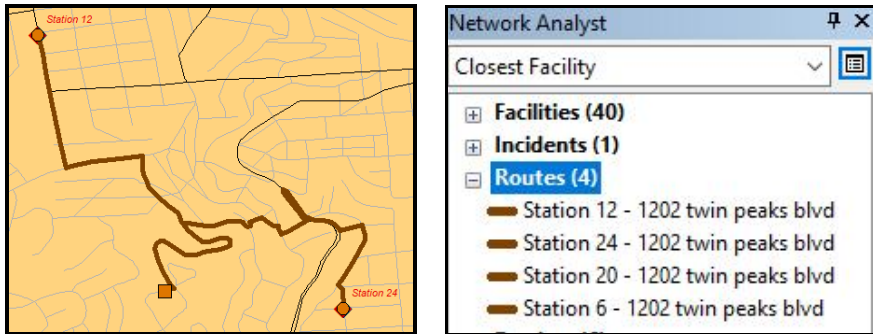 Station 12
Station 24
Network Analyst
Closest Facility
Facilities (40)
Incidents (1)
Routes (4)
Station 12 - 1202 twin peaks blvd
Station 24 - 1202 twin peaks blvd
Station 20 - 1202 twin peaks blvd
Station 6 - 1202 twin peaks blvd